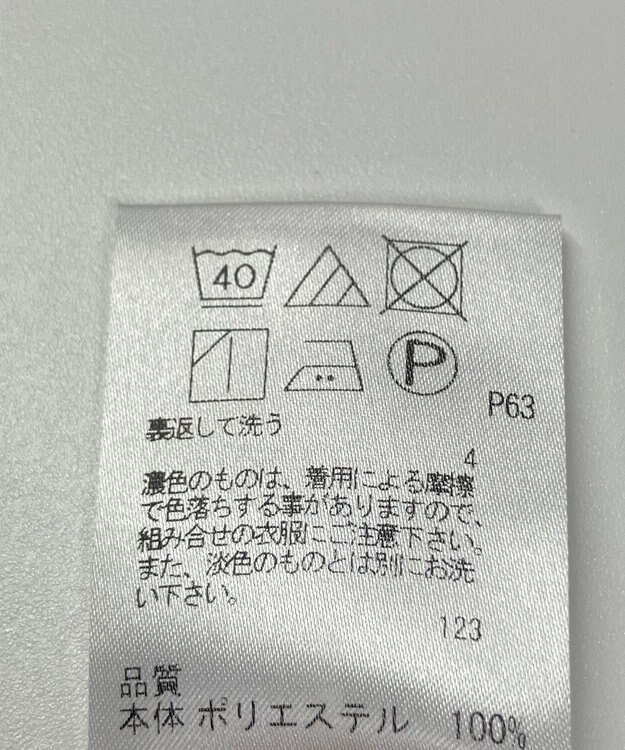 40
P
P63
裏返して洗う
4
濃色のものは、着用による摩擦
で色落ちする事がありますので、
組み合せの衣服にご注意下さい。
また、淡色のものとは別にお洗
い下さい。
123
品質
本体 ポリエステル 100%